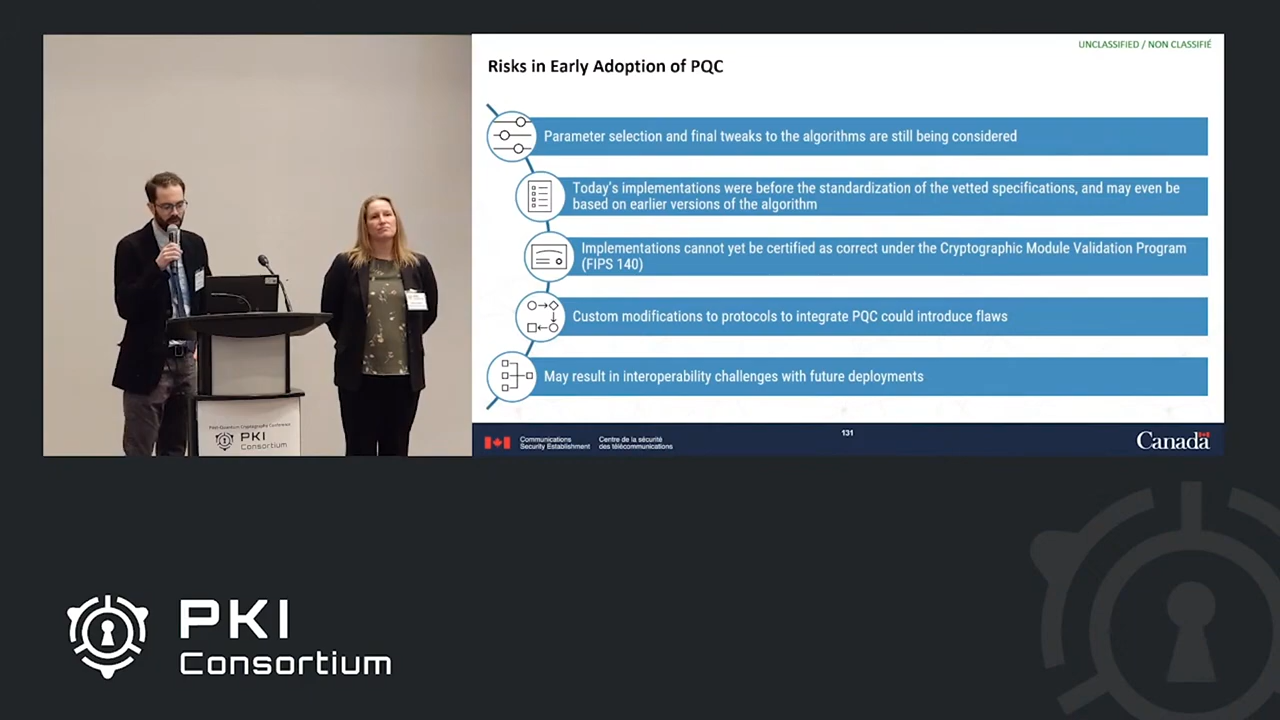 UNCLASSIFIED / NON CLASSIFIÉ
Risks in Early Adoption of PQC
Parameter selection and final tweaks to the algorithms are still being considered
Today's implementations were before the standardization of the vetted specifications, and may even be
based on earlier versions of the algorithm
Implementations cannot yet be certified as correct under the Cryptographic Module Validation Program
(FIPS 140)
Custom modifications to protocols to integrate PQC could introduce flaws
May result in interoperability challenges with future deployments
Post-Quantum Cryptography Conference
PKI
Consortium
Communications
Security Establishment
Centre de la sécurité
des télécommunications
131
Canada
PKI
Consortium